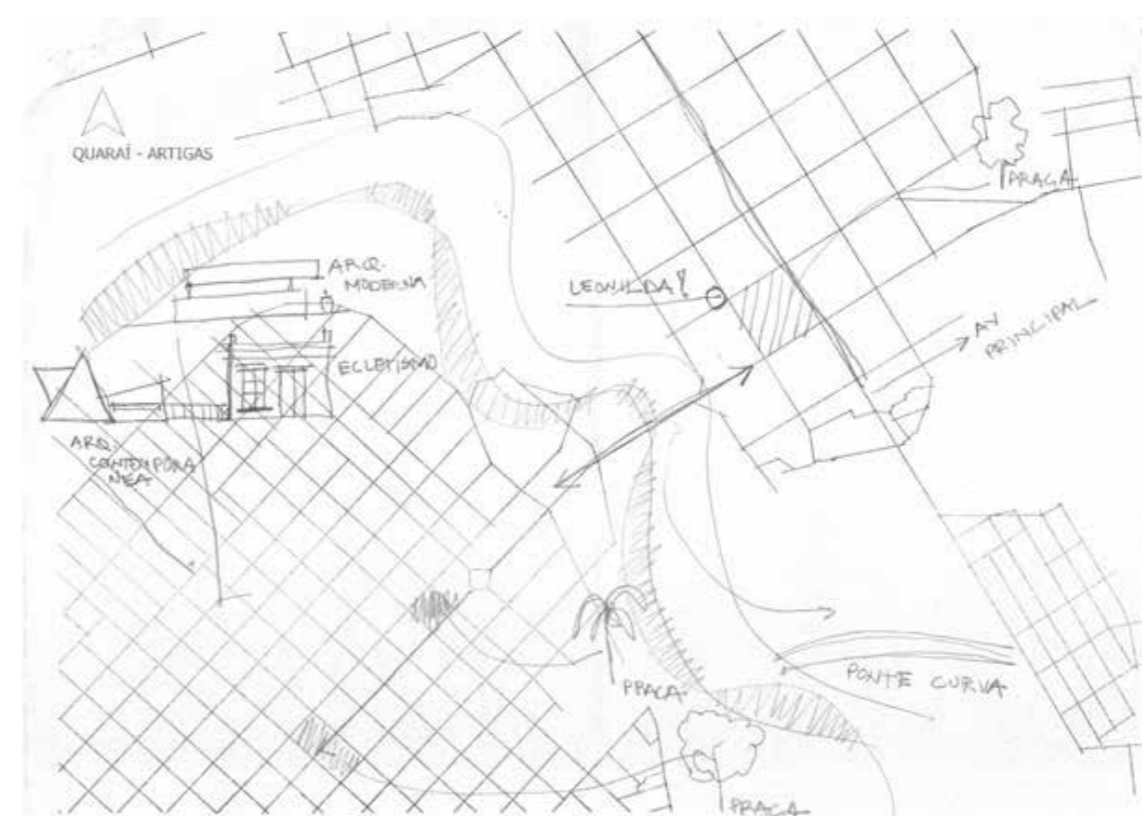 QUARAÍ - ARTIGAS
PRAÇA
ARQ.
MODERNA
LEONILDA
AV
PRINCIPAL
ECLETISMO
ARQ.
CONTEMPORA
NEA
PONTE CURVA
PRAÇA
PRAÇA